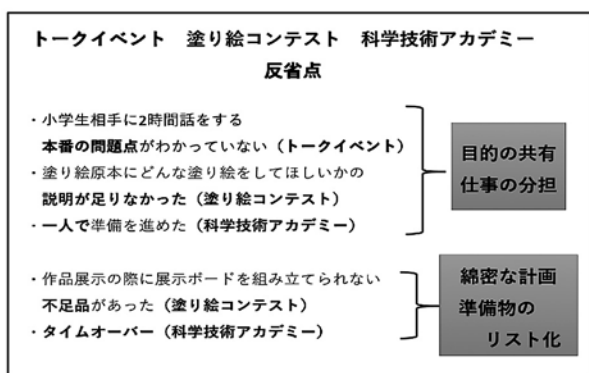 トークイベント　塗り絵コンテスト　科学技術アカデミー
反省点
・小学生相手に2時間話をする
本番の問題点がわかっていない（トークイベント）
・塗り絵原本にどんな塗り絵をしてほしいかの
説明が足りなかった（塗り絵コンテスト）
・一人で準備を進めた（科学技術アカデミー）
目的の共有
仕事の分担
・作品展示の際に展示ボードを組み立てられない
不足品があった（塗り絵コンテスト）
・タイムオーバー（科学技術アカデミー）
綿密な計画
準備物の
リスト化